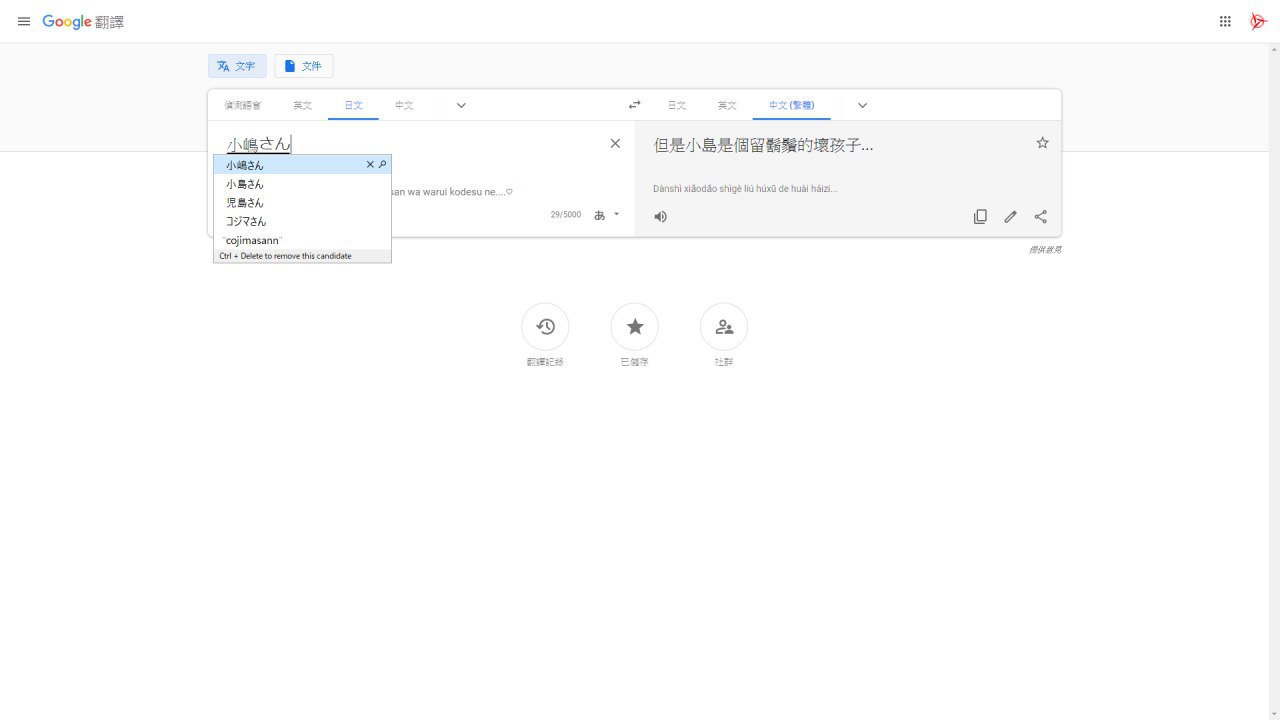 Google 翻譯
文字
文件
偵測語言 英文 日文 中文
日文 英文 中文 (繁體)
小嶋さん
但是小島是個留鬍鬚的壞孩子...
小嶋さん
小島さん
児島さん
コジマさん
"cojimasann"
Ctrl + Delete to remove this candidate
san wa warui kodesu ne....♡
Dànshì xiǎodǎo shìgè liú húxū de huài háizi...
29/5000
あ
提供意見
翻譯記錄
已儲存
社群